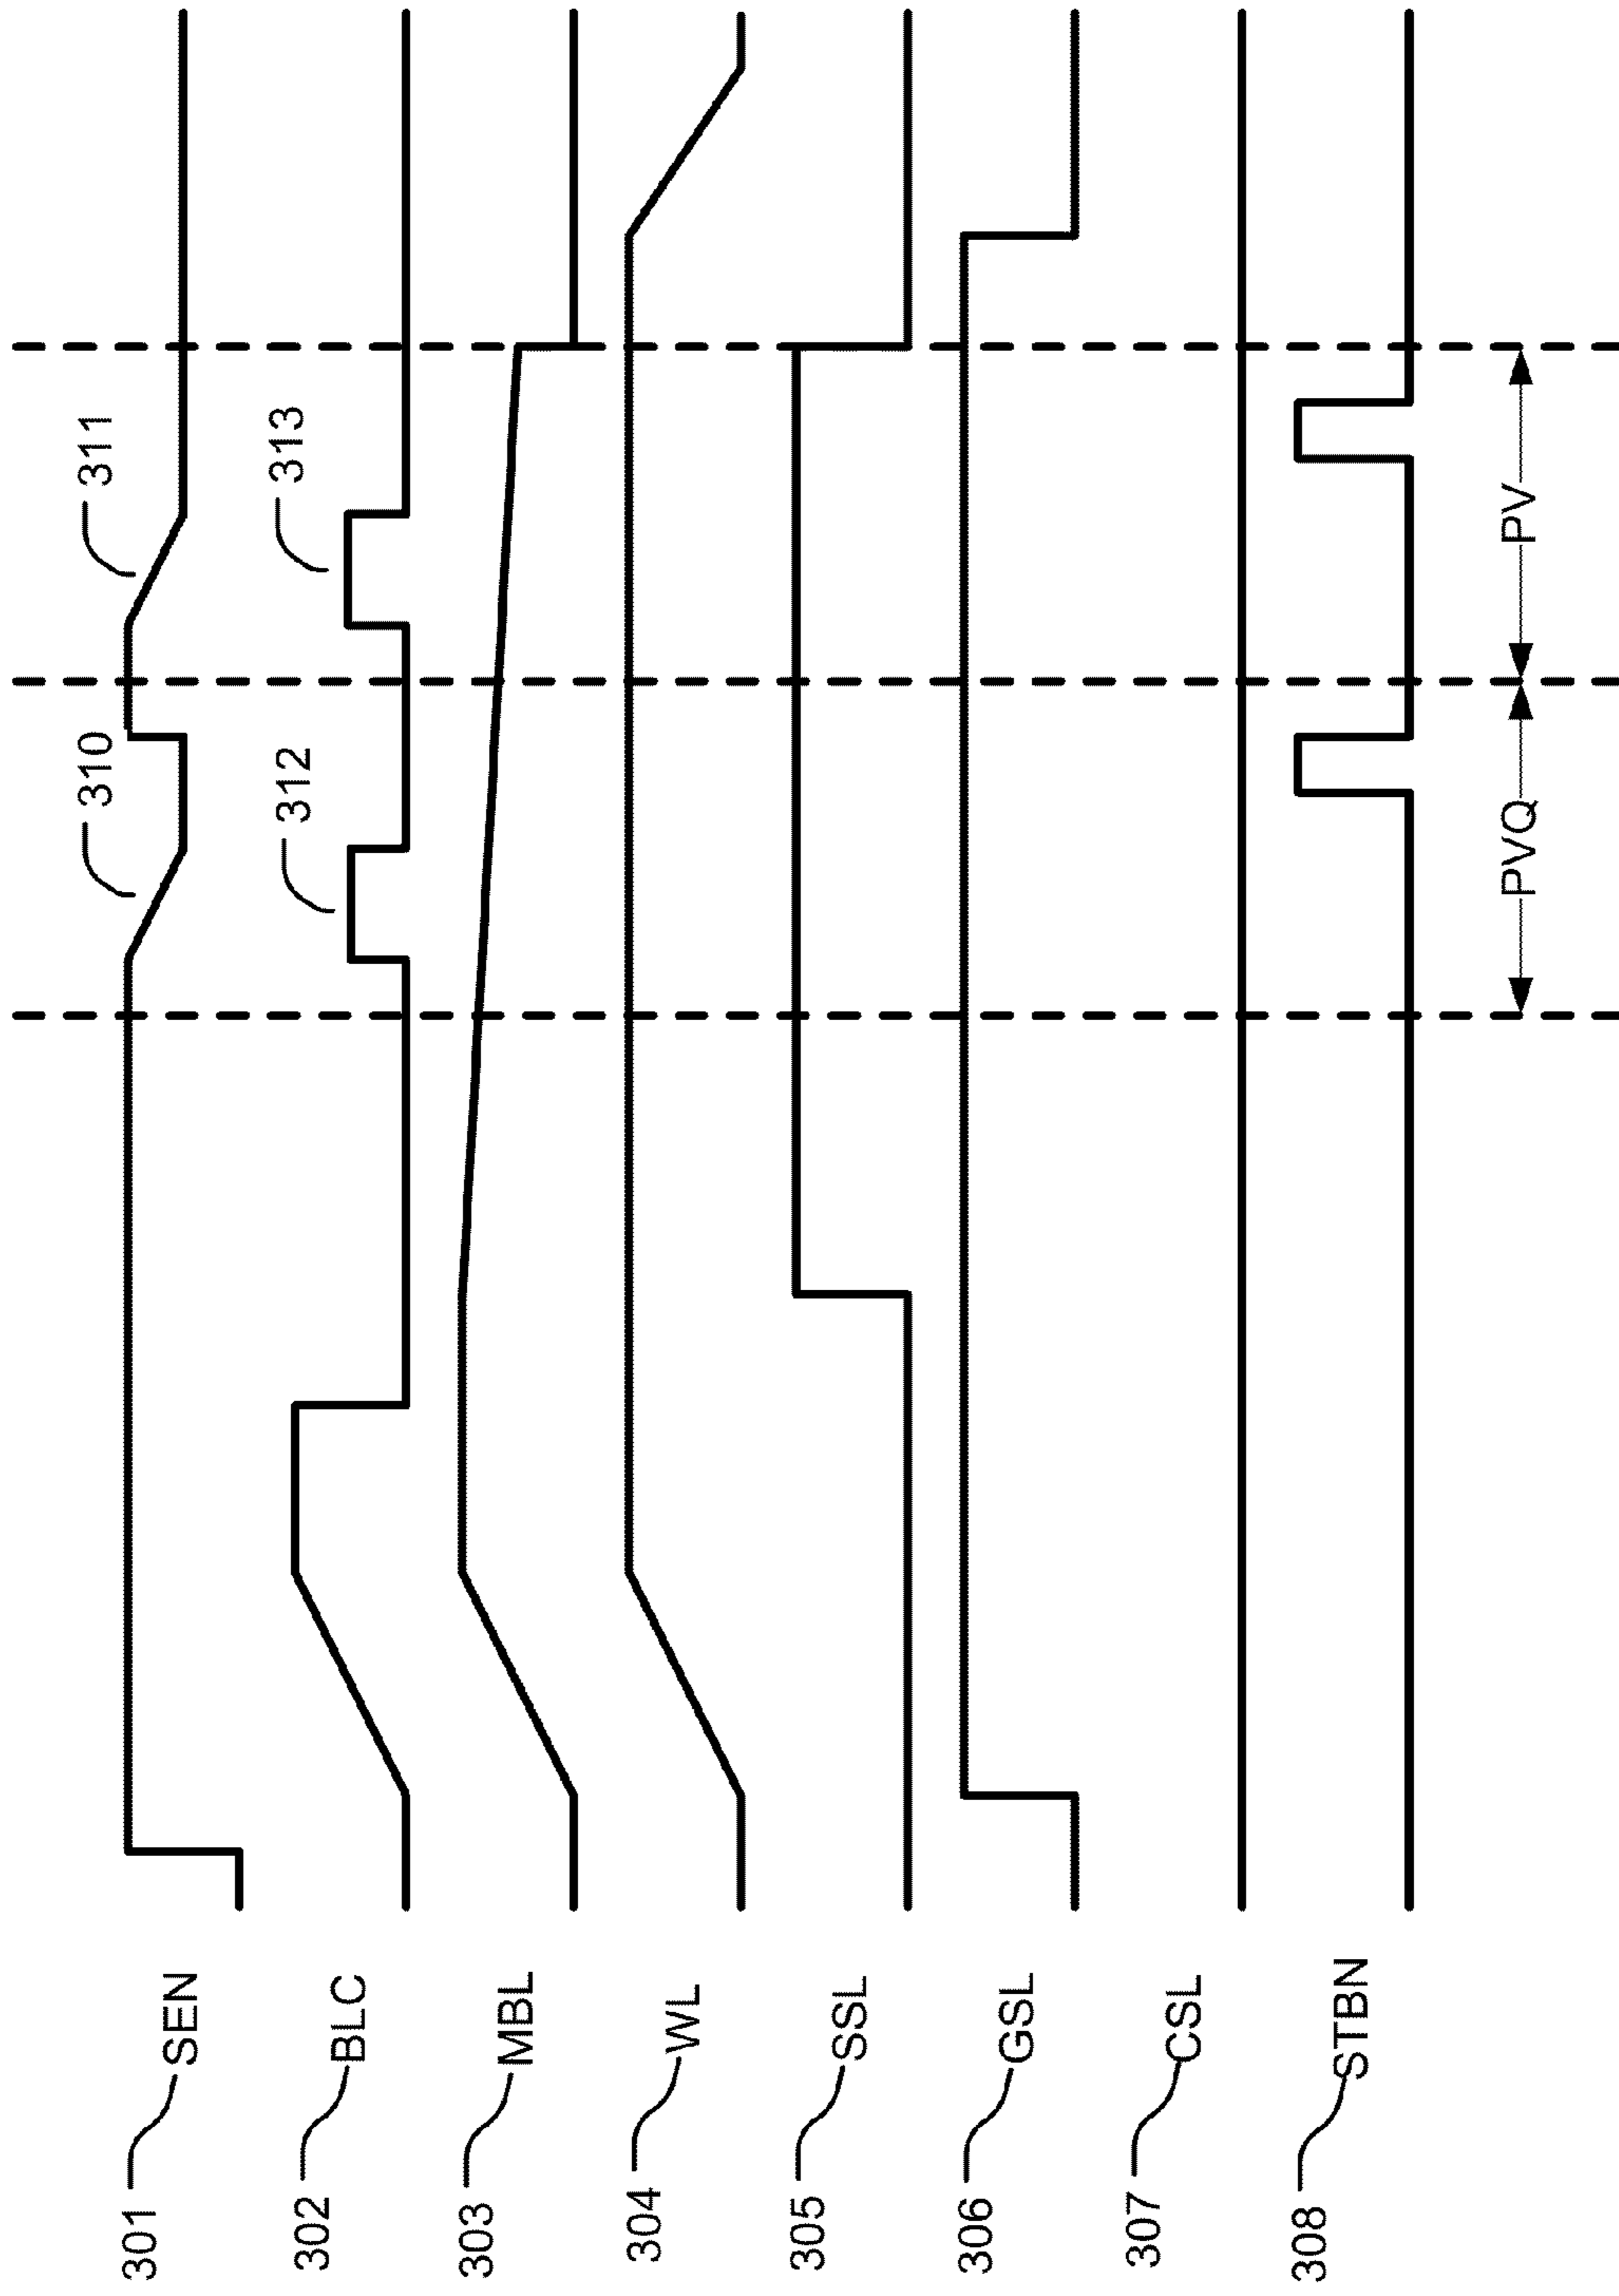 301 SEN
302 BLC
303 MBL
304 WL
305 SSL
306 GSL
307 CSL
308 STBN
310
311
312
313
PVQ
PV